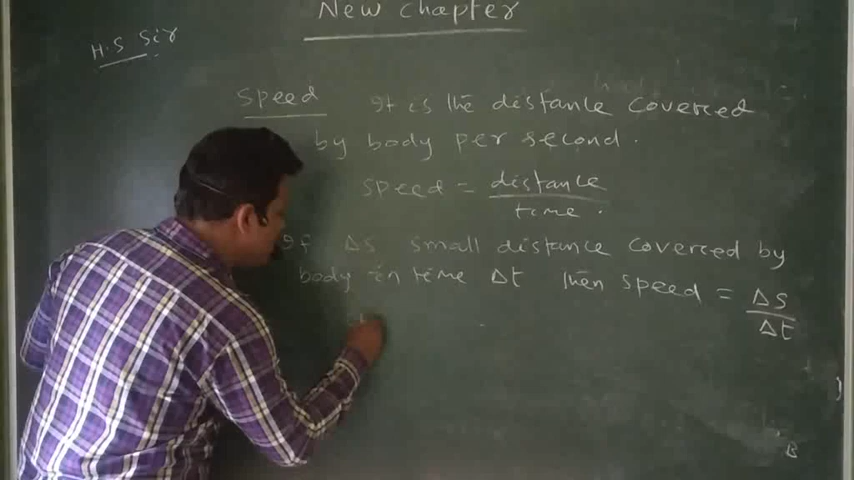 New Chapter
H.S Sir
Speed It is the distance covered
by body per second.
Speed = distance
time.
If Δs small distance covered by
body in time Δt then speed = Δs
Δt
B